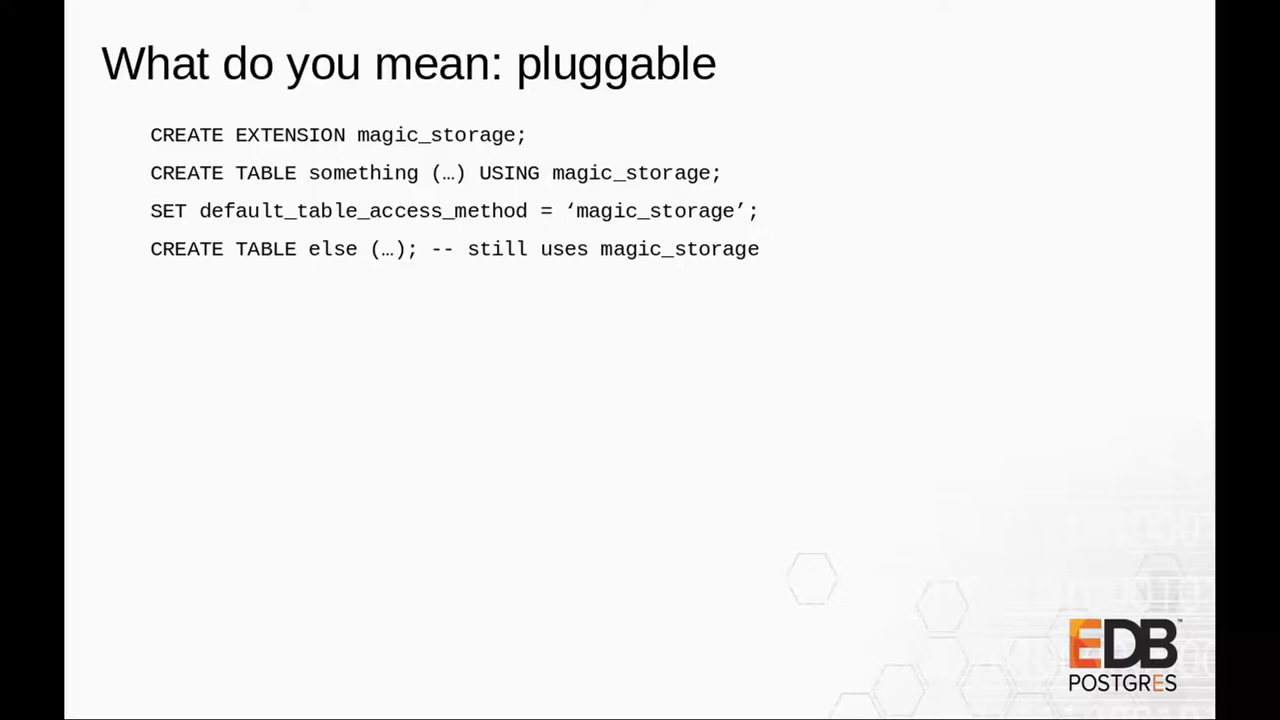 What do you mean: pluggable
CREATE EXTENSION magic_storage;
CREATE TABLE something (…) USING magic_storage;
SET default_table_access_method = ‘magic_storage’;
CREATE TABLE else (…); -- still uses magic_storage
EDB™
POSTGRES